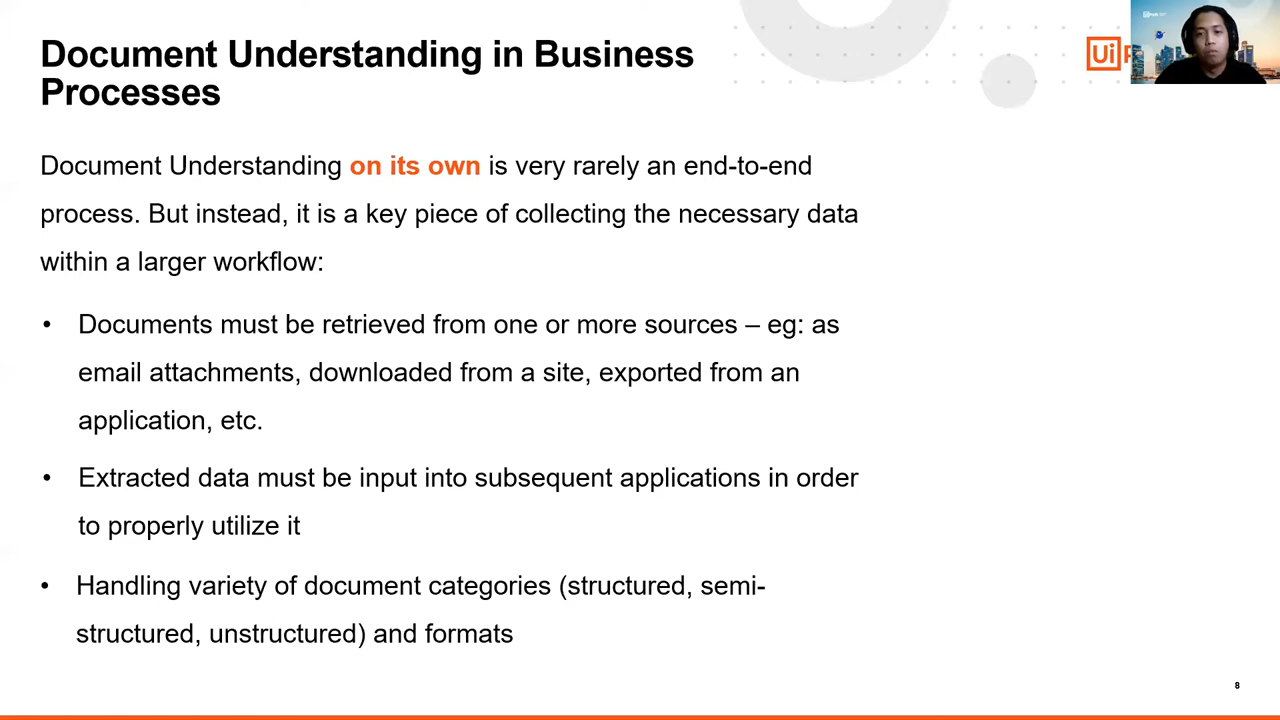 Document Understanding in Business
Processes
Ui
Document Understanding on its own is very rarely an end-to-end
process. But instead, it is a key piece of collecting the necessary data
within a larger workflow:
• Documents must be retrieved from one or more sources – eg: as
email attachments, downloaded from a site, exported from an
application, etc.
• Extracted data must be input into subsequent applications in order
to properly utilize it
• Handling variety of document categories (structured, semi-
structured, unstructured) and formats
8